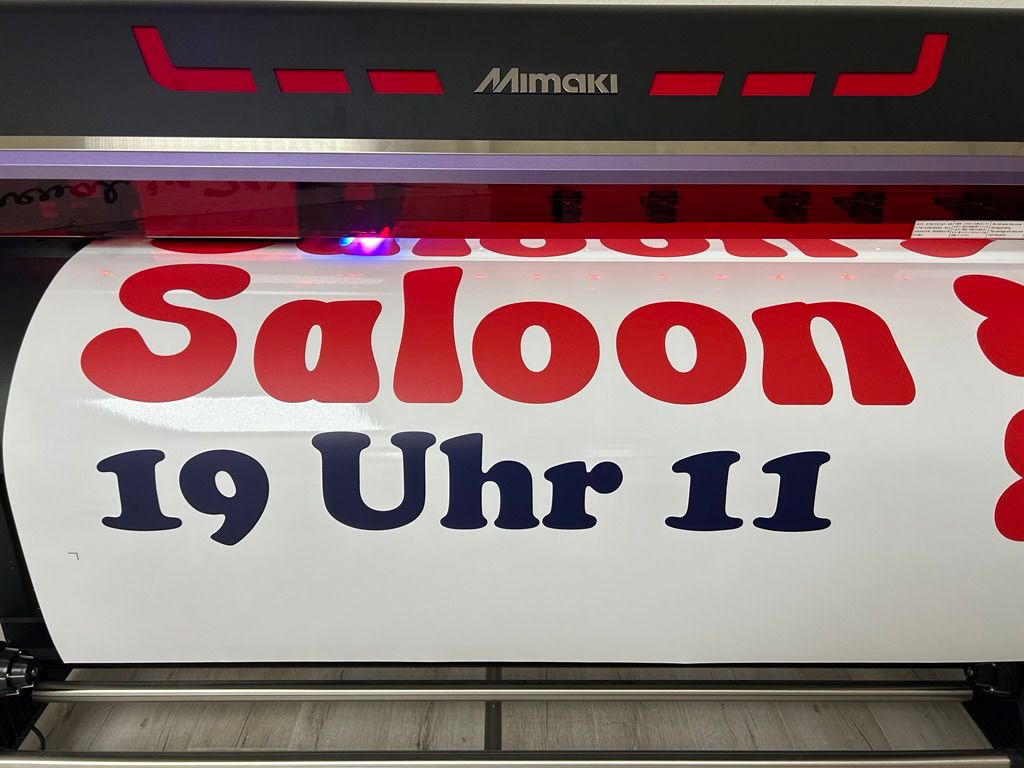 Mimaki
Saloon
19 Uhr 11